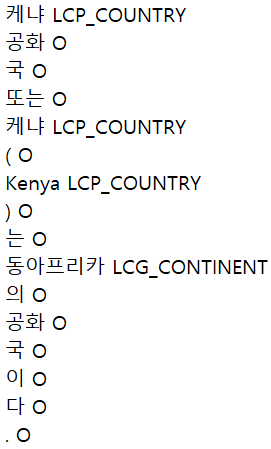 케냐 LCP_COUNTRY
공화 O
국 O
또는 O
케냐 LCP_COUNTRY
( O
Kenya LCP_COUNTRY
) O
는 O
동아프리카 LCG_CONTINENT
의 O
공화 O
국 O
이 O
다 O
. O